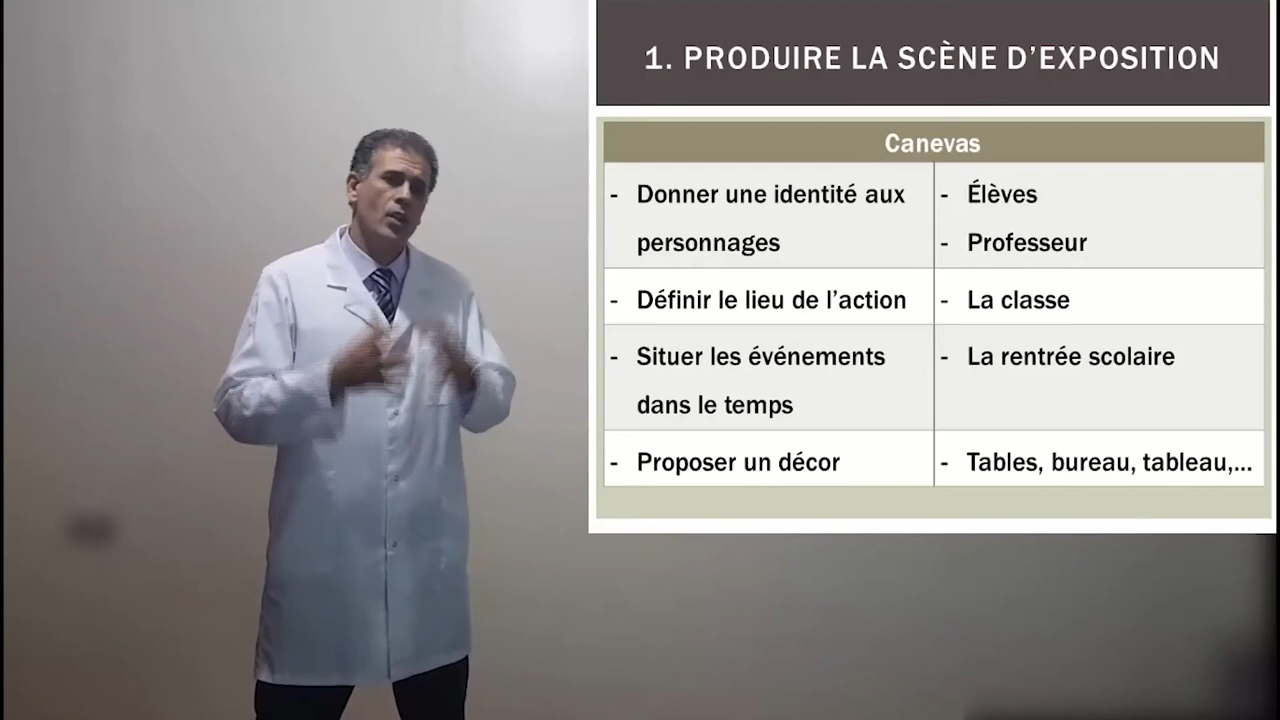 1. PRODUIRE LA SCÈNE D’EXPOSITION
Canevas
- Donner une identité aux
personnages
- Élèves
- Professeur
- Définir le lieu de l’action
- La classe
- Situer les événements
dans le temps
- La rentrée scolaire
- Proposer un décor
- Tables, bureau, tableau,...